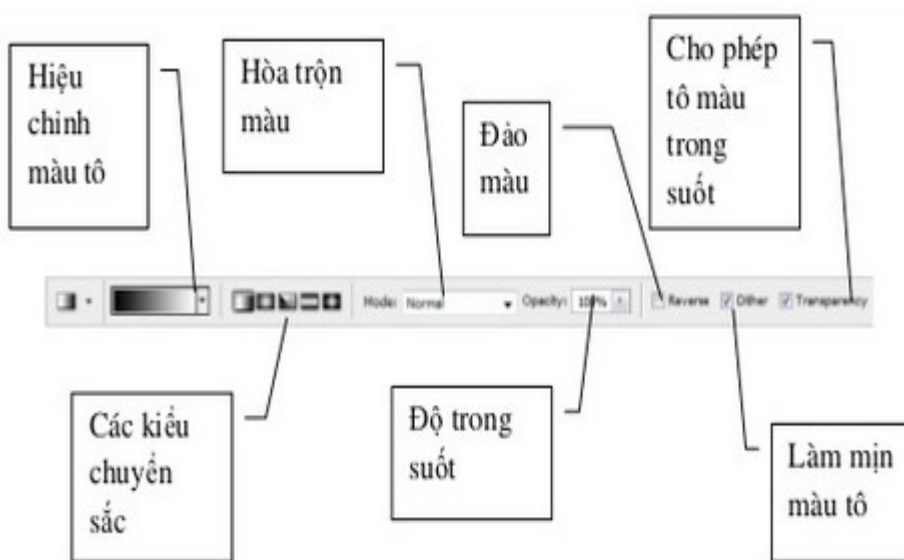 Hiệu
chinh
màu tô
Hòa trộn
màu
Đảo
màu
Cho phép
tô màu
trong
suốt
Mode: Normal Opacity: 100% Reverse Dither Transparency
Các kiểu
chuyển
sắc
Độ trong
suốt
Làm mịn
màu tô